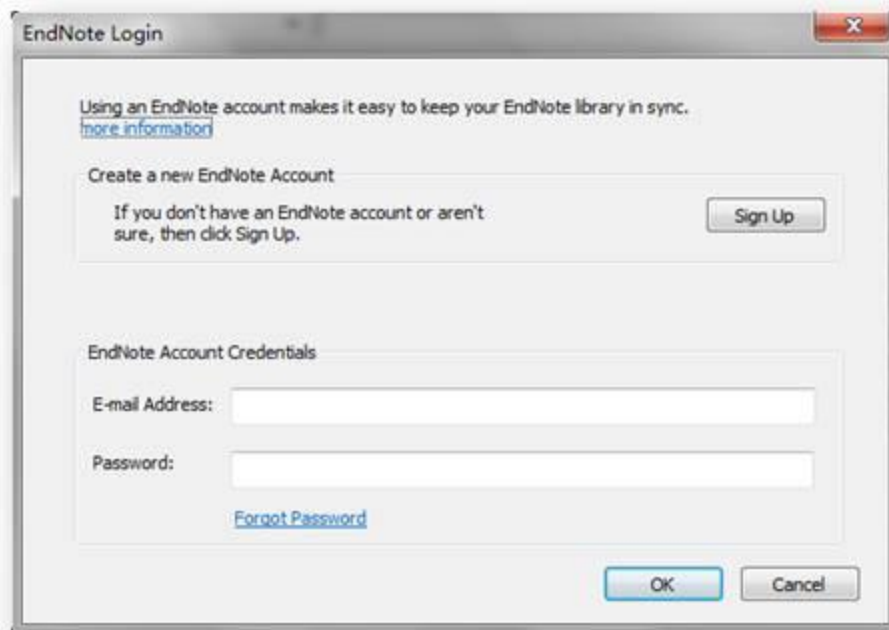 EndNote Login
Using an EndNote account makes it easy to keep your EndNote library in sync.
more information
Create a new EndNote Account
If you don't have an EndNote account or aren't
sure, then click Sign Up.
Sign Up
EndNote Account Credentials
E-mail Address:
Password:
Forgot Password
OK
Cancel